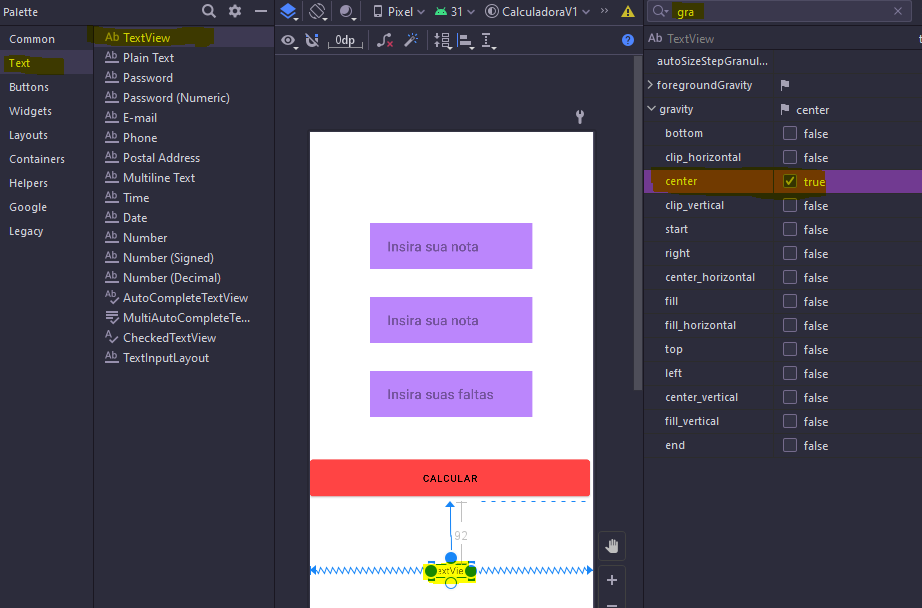 Palette
Pixel
31
CalculadoraV1
gra
Common
Text
Buttons
Widgets
Layouts
Containers
Helpers
Google
Legacy
Ab TextView
Ab Plain Text
Ab Password
Ab Password (Numeric)
Ab E-mail
Ab Phone
Ab Postal Address
Ab Multiline Text
Ab Time
Ab Date
Ab Number
Ab Number (Signed)
Ab Number (Decimal)
Ab AutoCompleteTextView
MultiAutoCompleteTe...
A CheckedTextView
Ab TextInputLayout
0dp
?
Insira sua nota
Insira sua nota
Insira suas faltas
CALCULAR
92
extVie
Ab TextView
autoSizeStepGranul...
foregroundGravity
gravity center
bottom false
clip_horizontal false
center true
clip_vertical false
start false
right false
center_horizontal false
fill false
fill_horizontal false
top false
left false
center_vertical false
fill_vertical false
end false